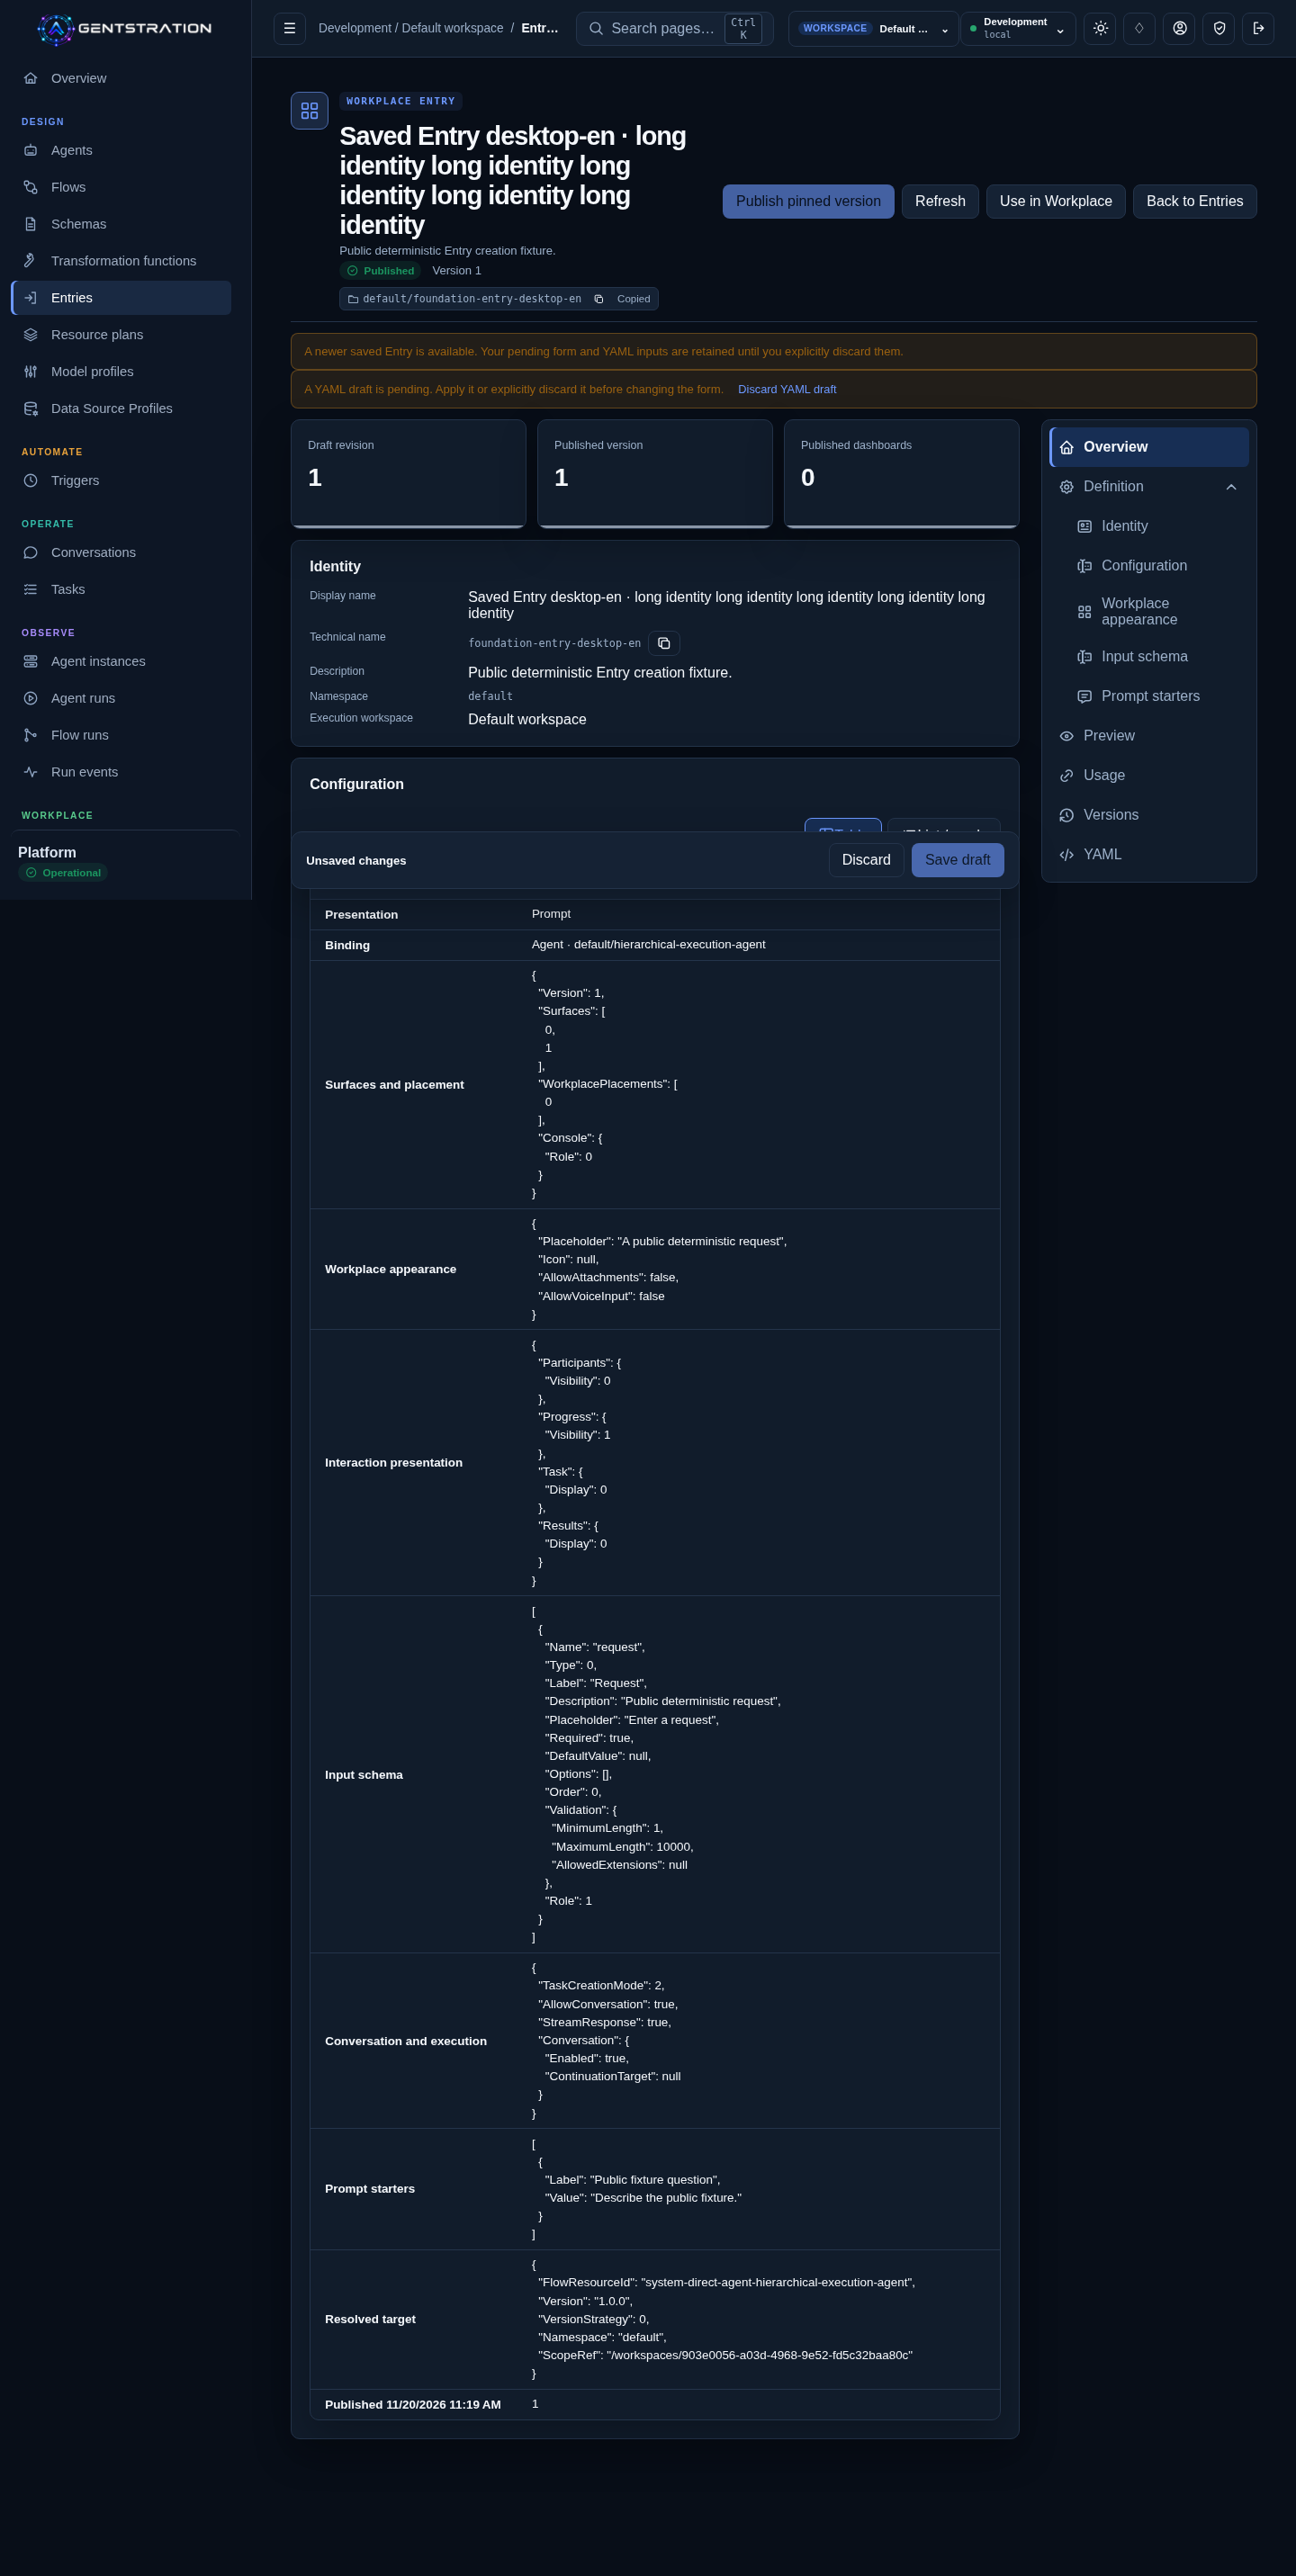 GENTSTRATION
Overview
DESIGN
Agents
Flows
Schemas
Transformation functions
Entries
Resource plans
Model profiles
Data Source Profiles
AUTOMATE
Triggers
OPERATE
Conversations
Tasks
OBSERVE
Agent instances
Agent runs
Flow runs
Run events
WORKPLACE
Platform
Operational
Development / Default workspace / Entr…
Search pages…
Ctrl K
WORKSPACE Default …
Development
local
WORKPLACE ENTRY
Saved Entry desktop-en · long
identity long identity long
identity long identity long
identity
Public deterministic Entry creation fixture.
Published Version 1
default/foundation-entry-desktop-en Copied
Publish pinned version
Refresh
Use in Workplace
Back to Entries
A newer saved Entry is available. Your pending form and YAML inputs are retained until you explicitly discard them.
A YAML draft is pending. Apply it or explicitly discard it before changing the form. Discard YAML draft
Draft revision
1
Published version
1
Published dashboards
0
Identity
Display name
Saved Entry desktop-en · long identity long identity long identity long identity long
identity
Technical name
foundation-entry-desktop-en
Description
Public deterministic Entry creation fixture.
Namespace
default
Execution workspace
Default workspace
Configuration
Unsaved changes
Discard
Save draft
Presentation
Prompt
Binding
Agent · default/hierarchical-execution-agent
Surfaces and placement
{
"Version": 1,
"Surfaces": [
0,
1
],
"WorkplacePlacements": [
0
],
"Console": {
"Role": 0
}
}
Workplace appearance
{
"Placeholder": "A public deterministic request",
"Icon": null,
"AllowAttachments": false,
"AllowVoiceInput": false
}
Interaction presentation
{
"Participants": {
"Visibility": 0
},
"Progress": {
"Visibility": 1
},
"Task": {
"Display": 0
},
"Results": {
"Display": 0
}
}
Input schema
[
{
"Name": "request",
"Type": 0,
"Label": "Request",
"Description": "Public deterministic request",
"Placeholder": "Enter a request",
"Required": true,
"DefaultValue": null,
"Options": [],
"Order": 0,
"Validation": {
"MinimumLength": 1,
"MaximumLength": 10000,
"AllowedExtensions": null
},
"Role": 1
}
]
Conversation and execution
{
"TaskCreationMode": 2,
"AllowConversation": true,
"StreamResponse": true,
"Conversation": {
"Enabled": true,
"ContinuationTarget": null
}
}
Prompt starters
[
{
"Label": "Public fixture question",
"Value": "Describe the public fixture."
}
]
Resolved target
{
"FlowResourceId": "system-direct-agent-hierarchical-execution-agent",
"Version": "1.0.0",
"VersionStrategy": 0,
"Namespace": "default",
"ScopeRef": "/workspaces/903e0056-a03d-4968-9e52-fd5c32baa80c"
}
Published 11/20/2026 11:19 AM
1
Overview
Definition
Identity
Configuration
Workplace
appearance
Input schema
Prompt starters
Preview
Usage
Versions
YAML